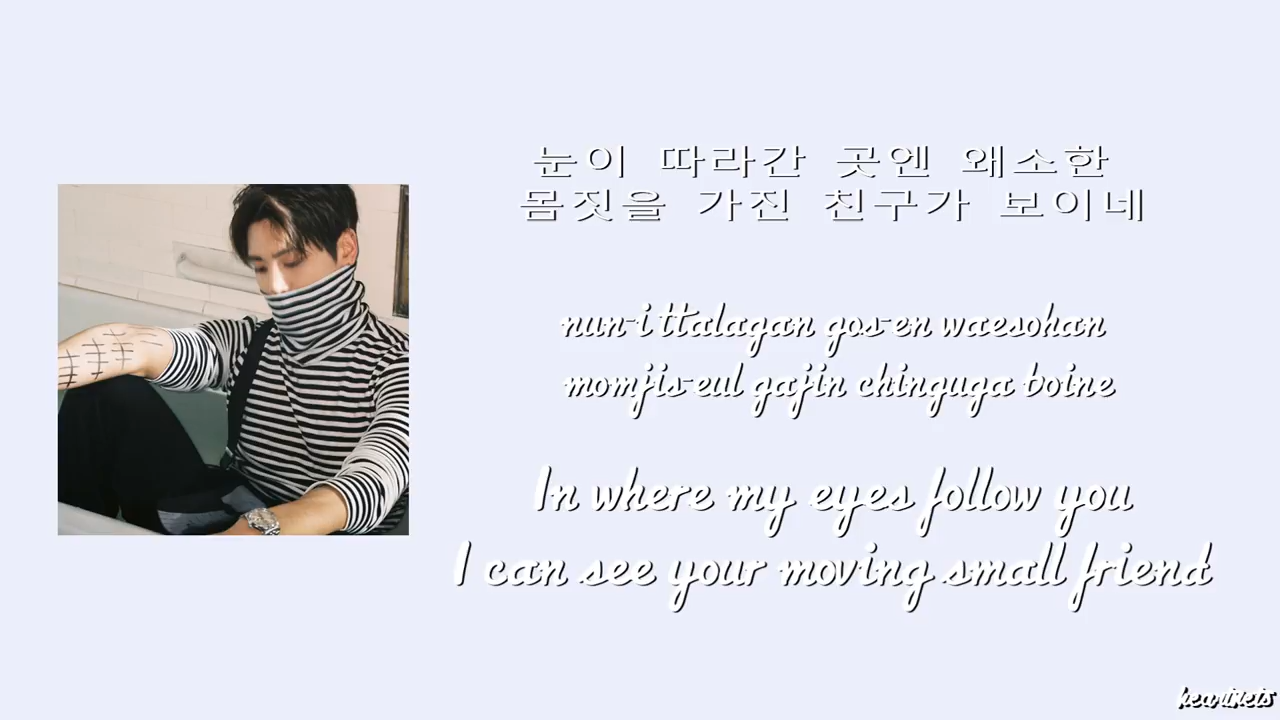 눈이 따라간 곳엔 왜소한
몸짓을 가진 친구가 보이네
nun-i ttalagan gos-en waesohan
momjis-eul gajin chinguga boine
In where my eyes follow you
I can see your moving small friend